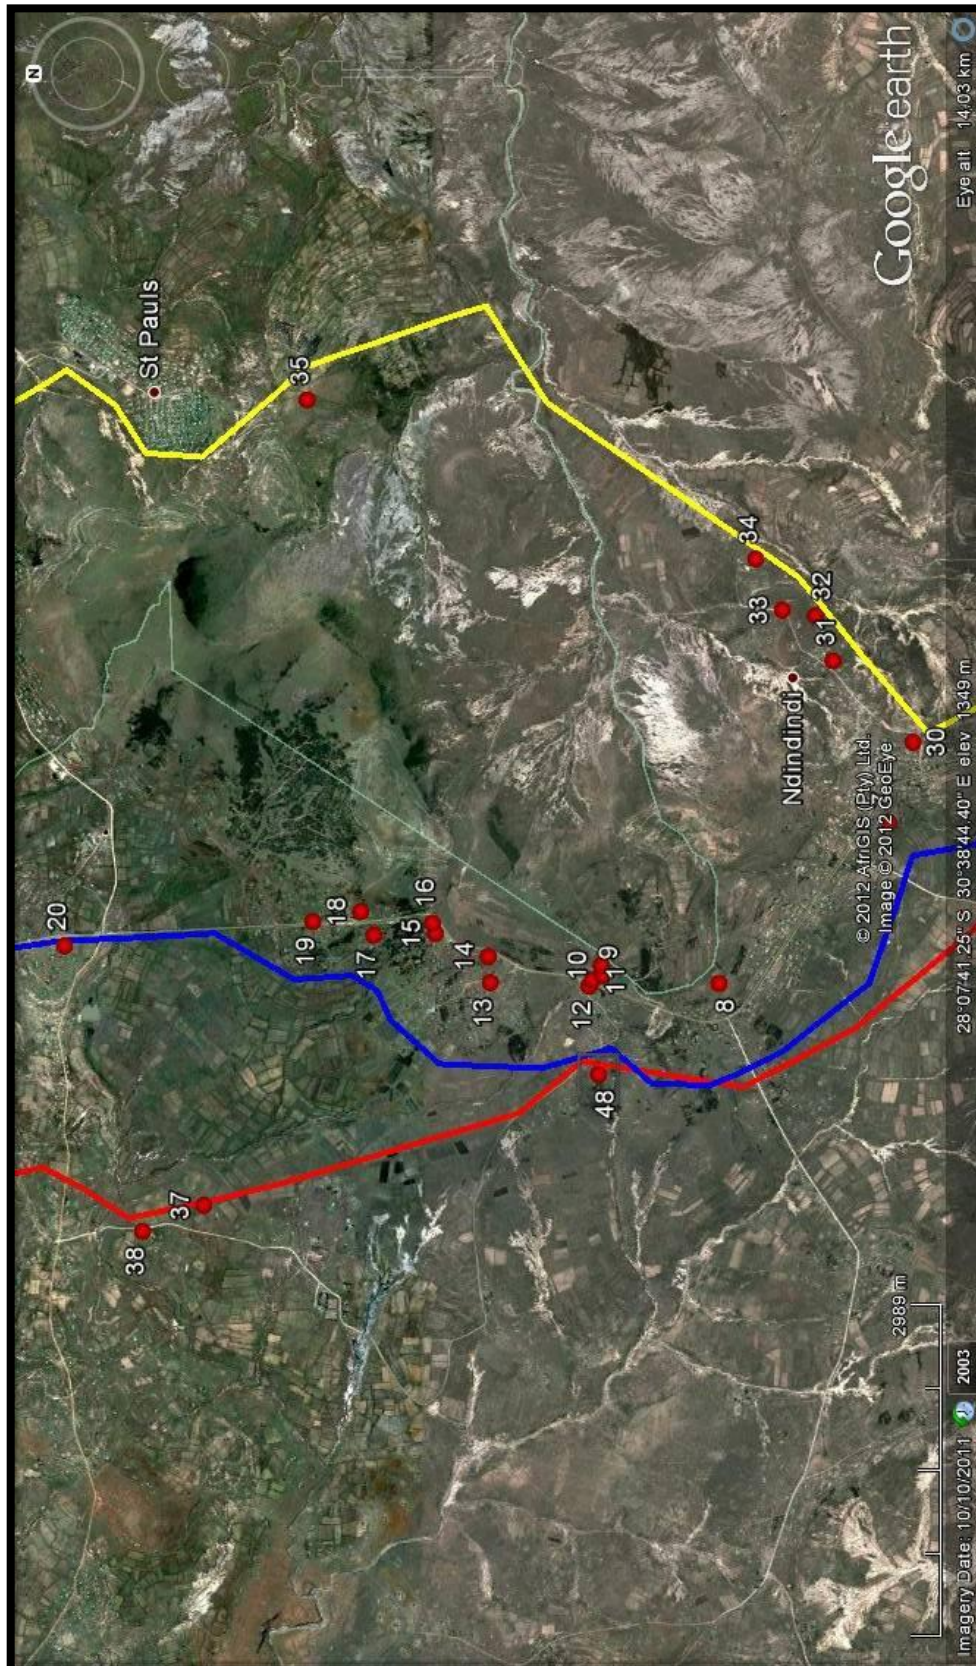 N
St Pauls
35
34
33
32
31
Ndindindi
30
7
© 2012 AfriGIS (Pty) Ltd.
Image © 2012 GeoEye
20
19
18
17
16
15
14
13
12
10
11
9
8
48
37
38
2989 m
Google earth
Imagery Date: 10/10/2011
2003
28°07'41.25" S 30°38'44.40" E elev 1349 m
Eye alt 14.03 km